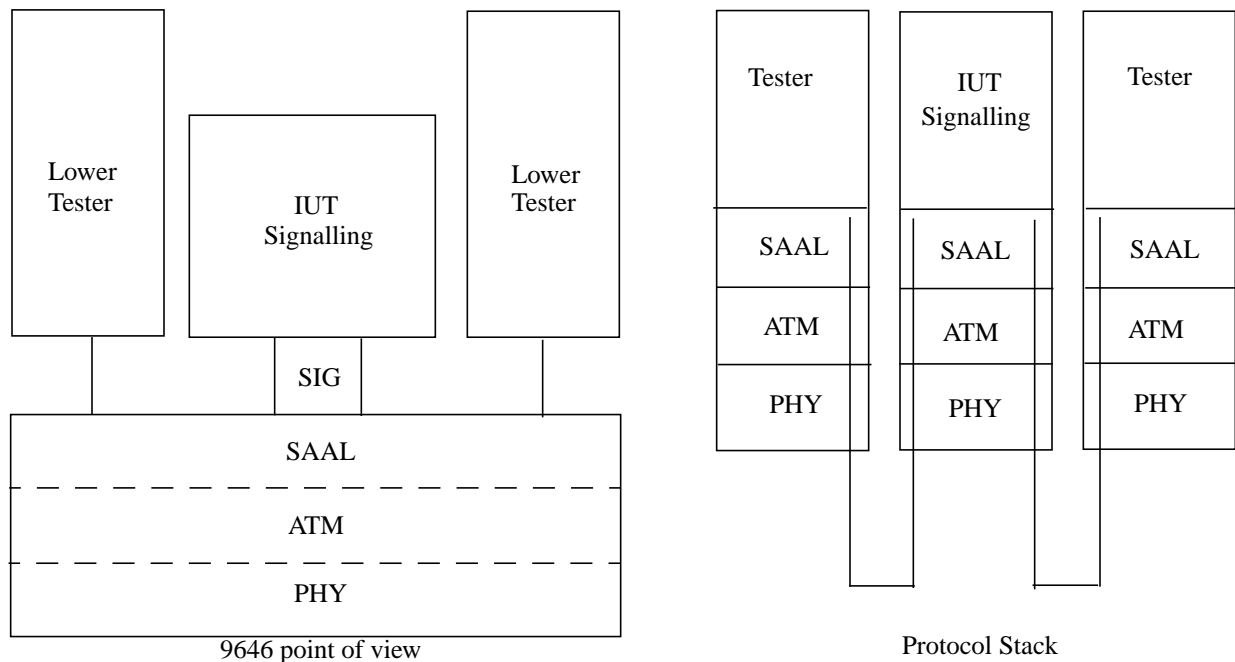 Lower
Tester
IUT
Signalling
Lower
Tester
SIG
SAAL
ATM
PHY
9646 point of view
Tester
IUT
Signalling
Tester
SAAL
SAAL
SAAL
ATM
ATM
ATM
PHY
PHY
PHY
Protocol Stack